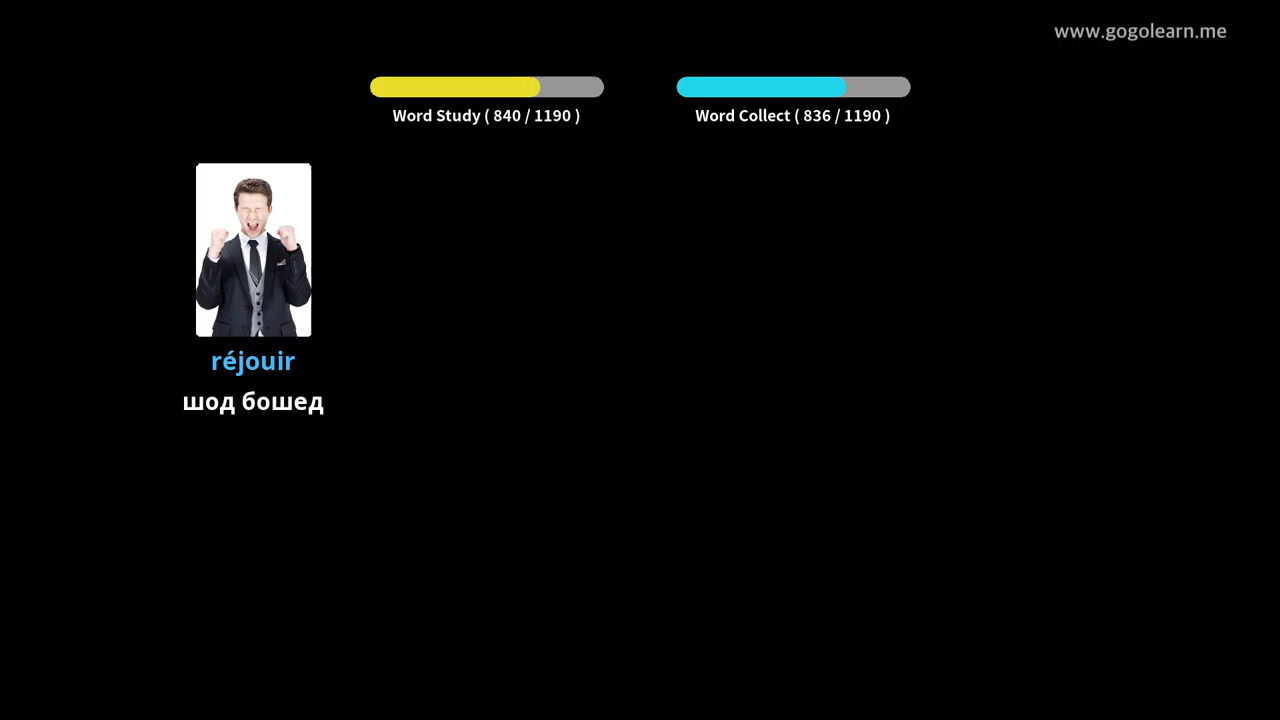 www.gogolearn.me
Word Study ( 840 / 1190 )
Word Collect ( 836 / 1190 )
réjouir
шод бошед